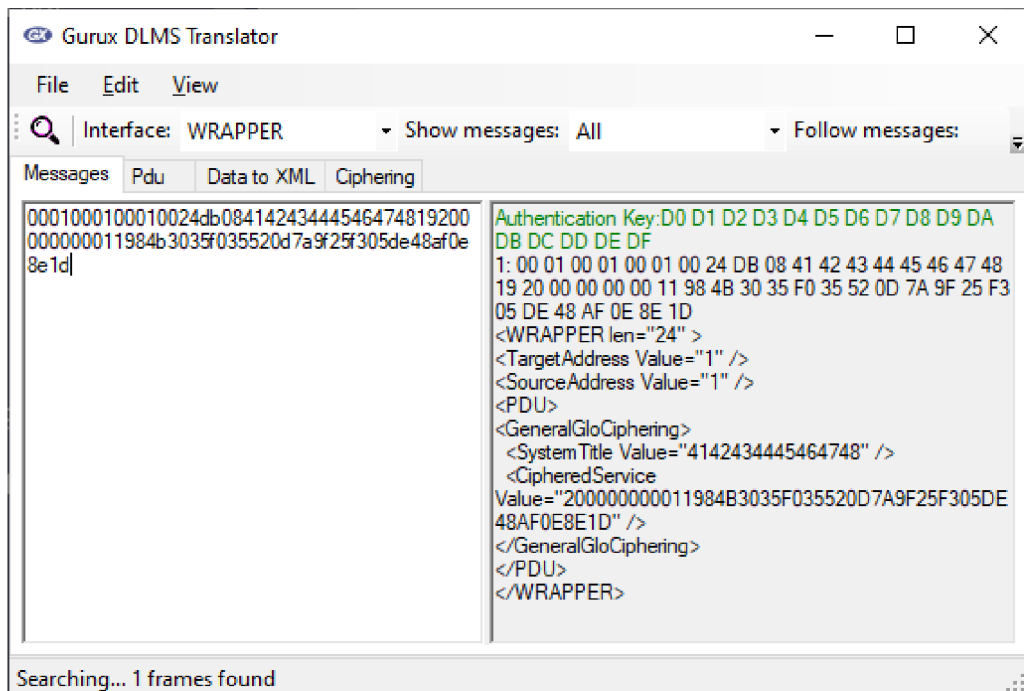 Gurux DLMS Translator
File Edit View
Interface: WRAPPER Show messages: All Follow messages:
Messages Pdu Data to XML Ciphering
0001000100010024db08414243444546474819200
000000011984b3035f035520d7a9f25f305de48af0e
8e1d
Authentication Key:D0 D1 D2 D3 D4 D5 D6 D7 D8 D9 DA
DB DC DD DE DF
1: 00 01 00 01 00 01 00 24 DB 08 41 42 43 44 45 46 47 48
19 20 00 00 00 00 11 98 4B 30 35 F0 35 52 0D 7A 9F 25 F3
05 DE 48 AF 0E 8E 1D
<WRAPPER len="24" >
<TargetAddress Value="1" />
<SourceAddress Value="1" />
<PDU>
<GeneralGloCiphering>
<SystemTitle Value="4142434445464748" />
<CipheredService
Value="200000000011984B3035F035520D7A9F25F305DE
48AF0E8E1D" />
</GeneralGloCiphering>
</PDU>
</WRAPPER>
Searching... 1 frames found